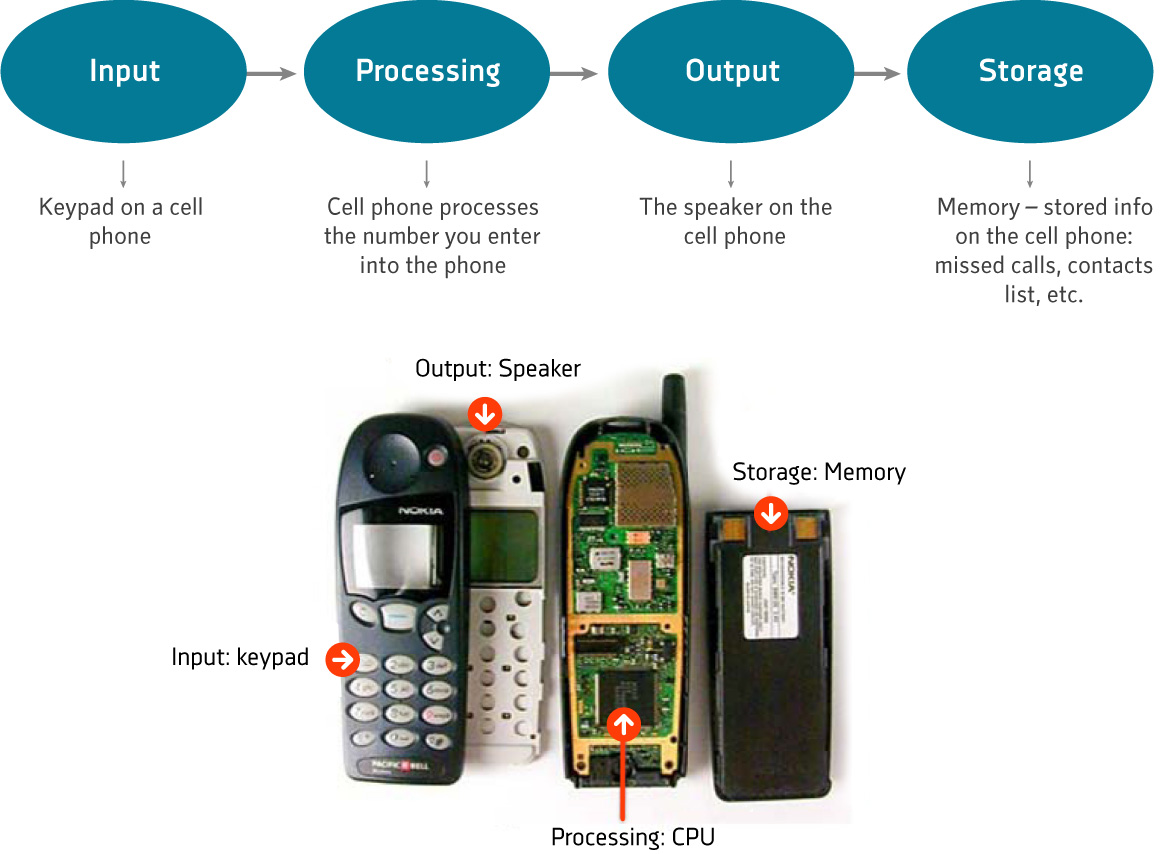 Input
Processing
Output
Storage
Keypad on a cell
phone
Cell phone processes
the number you enter
into the phone
The speaker on the
cell phone
Memory – stored info
on the cell phone:
missed calls, contacts
list, etc.
Output: Speaker
Storage: Memory
NOKIA
NOKIA
Input: keypad
PACIFIC BELL
Processing: CPU